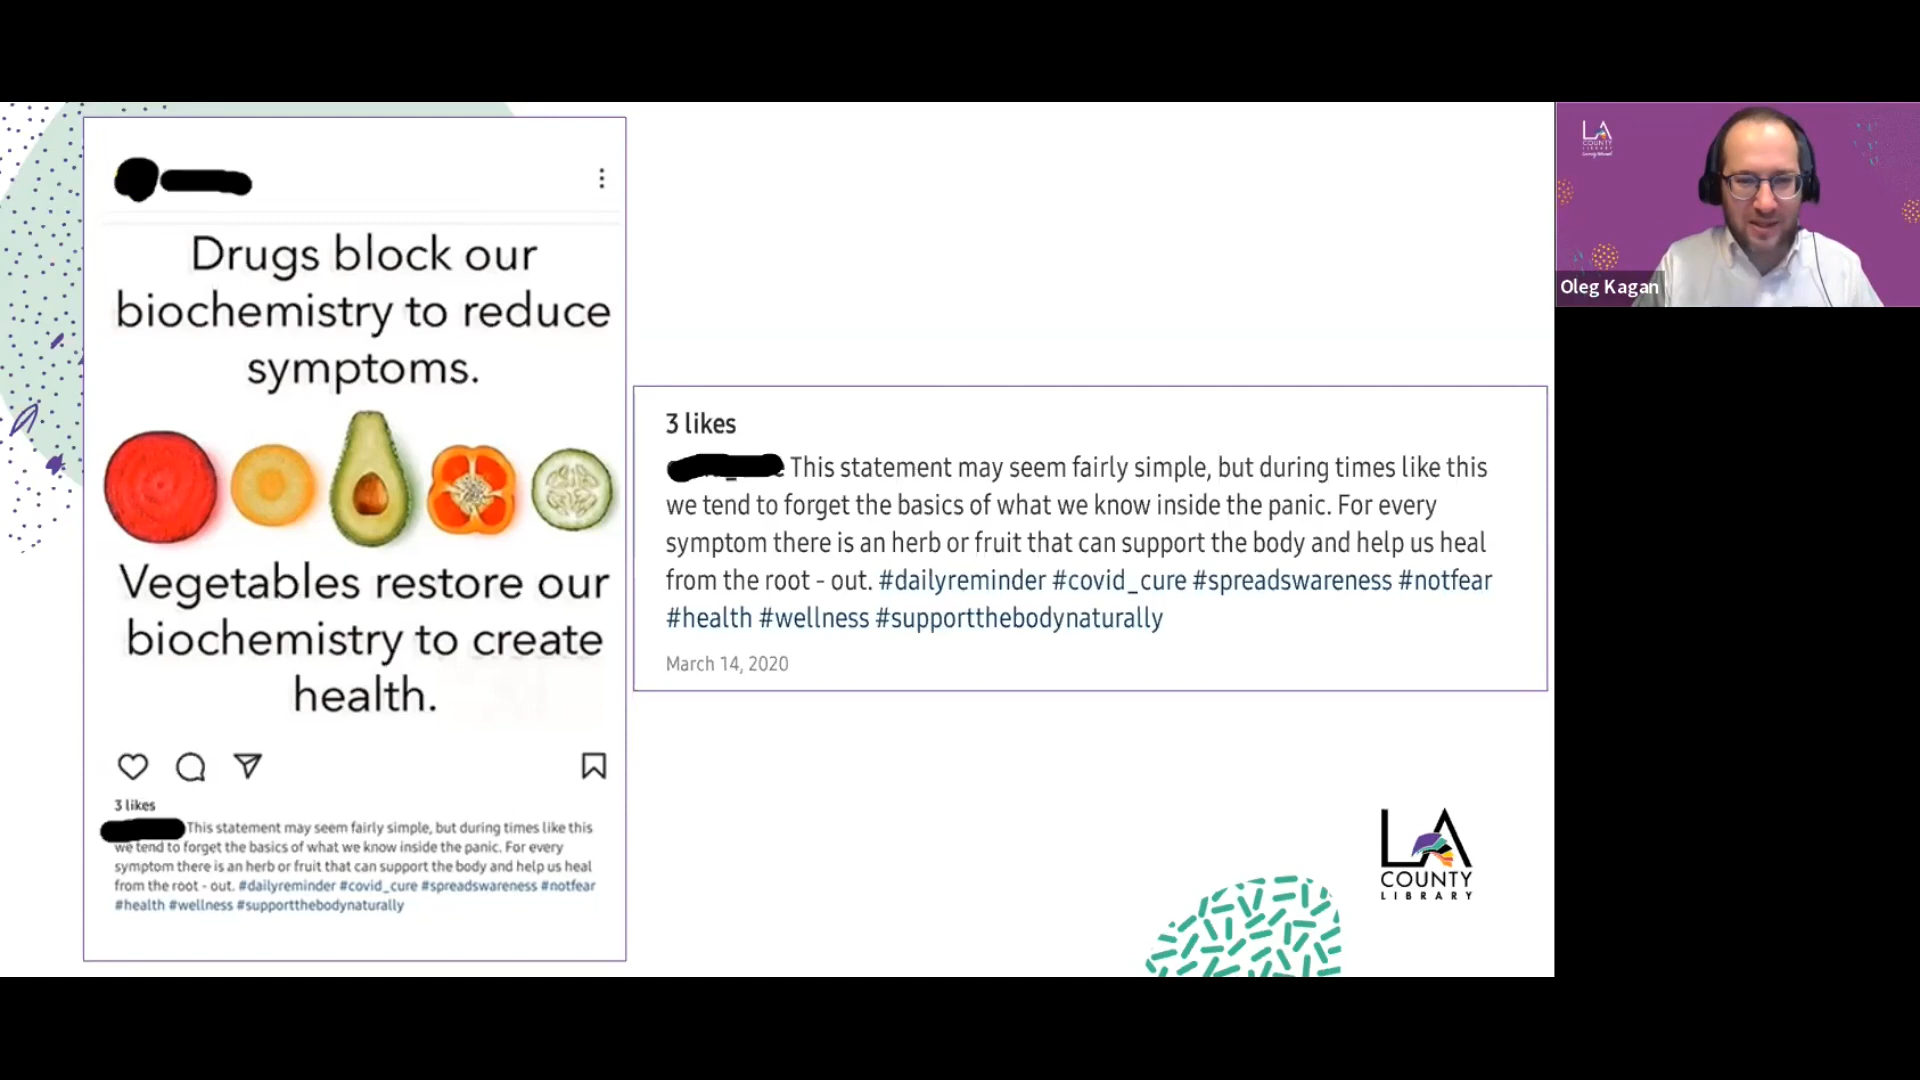 Drugs block our
biochemistry to reduce
symptoms.
Vegetables restore our
biochemistry to create
health.
3 likes
This statement may seem fairly simple, but during times like this
we tend to forget the basics of what we know inside the panic. For every
symptom there is an herb or fruit that can support the body and help us heal
from the root - out. #dailyreminder #covid_cure #spreadswareness #notfear
#health #wellness #supportthebodynaturally
3 likes
This statement may seem fairly simple, but during times like this
we tend to forget the basics of what we know inside the panic. For every
symptom there is an herb or fruit that can support the body and help us heal
from the root - out. #dailyreminder #covid_cure #spreadswareness #notfear
#health #wellness #supportthebodynaturally
March 14, 2020
LA
COUNTY
LIBRARY
LA
COUNTY
LIBRARY
Oleg Kagan